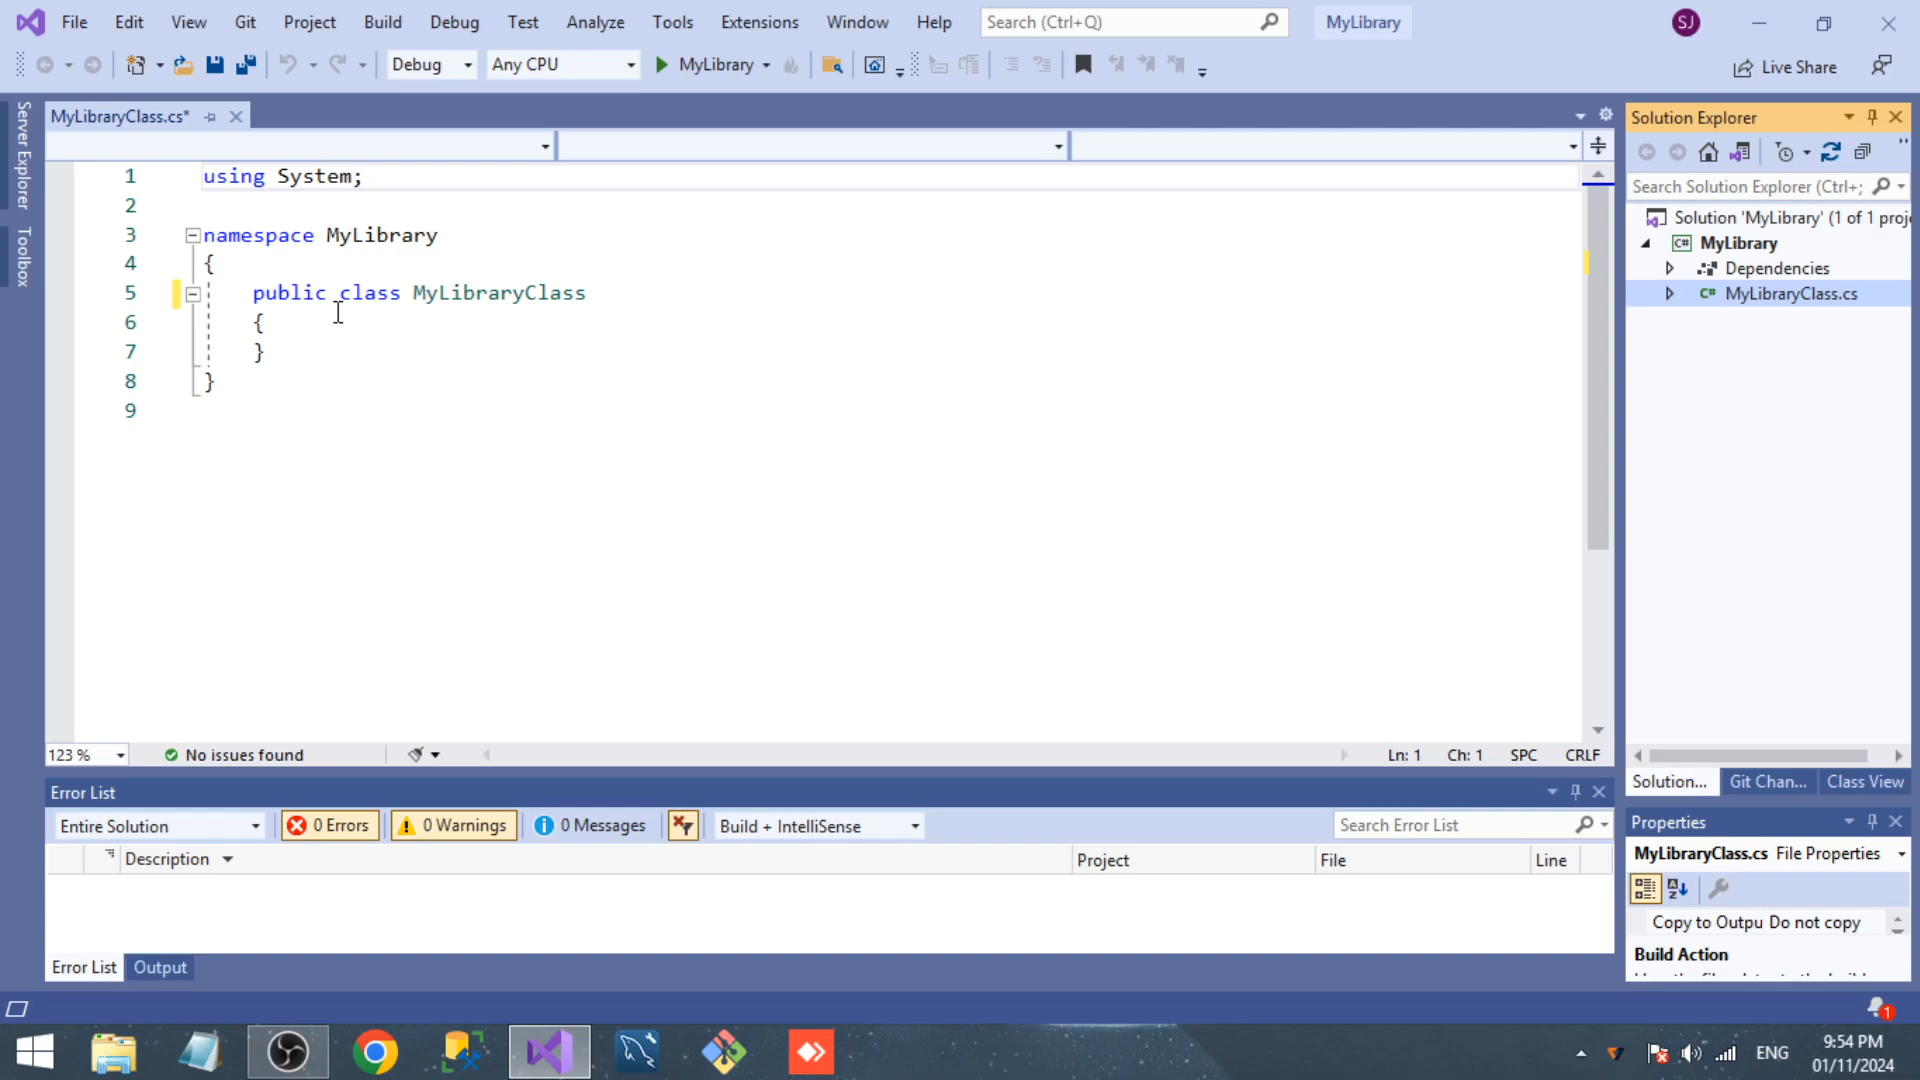 File Edit View Git Project Build Debug Test Analyze Tools Extensions Window Help Search (Ctrl+Q) MyLibrary SJ
Debug Any CPU MyLibrary Live Share
Server Explorer
Toolbox
MyLibraryClass.cs*
1 using System;
2
3 namespace MyLibrary
4 {
5 public class MyLibraryClass
6 {
7 }
8 }
9
123 % No issues found Ln: 1 Ch: 1 SPC CRLF
Solution Explorer
Search Solution Explorer (Ctrl+;
Solution 'MyLibrary' (1 of 1 proj
C# MyLibrary
Dependencies
C# MyLibraryClass.cs
Solution... Git Chan... Class View
Error List
Entire Solution 0 Errors 0 Warnings 0 Messages Build + IntelliSense Search Error List
Description Project File Line
Error List Output
Properties
MyLibraryClass.cs File Properties
Copy to Outpu Do not copy
Build Action
1
ENG
9:54 PM
01/11/2024